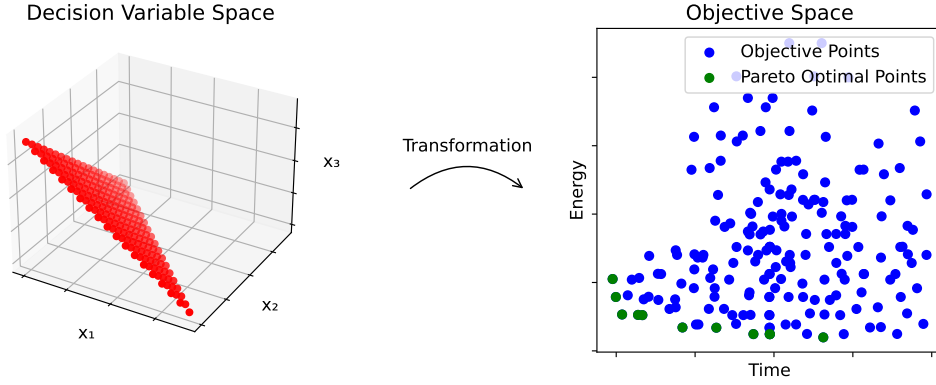 Decision Variable Space
x₃
x₂
x₁
Transformation
Objective Space
Objective Points
Pareto Optimal Points
Energy
Time